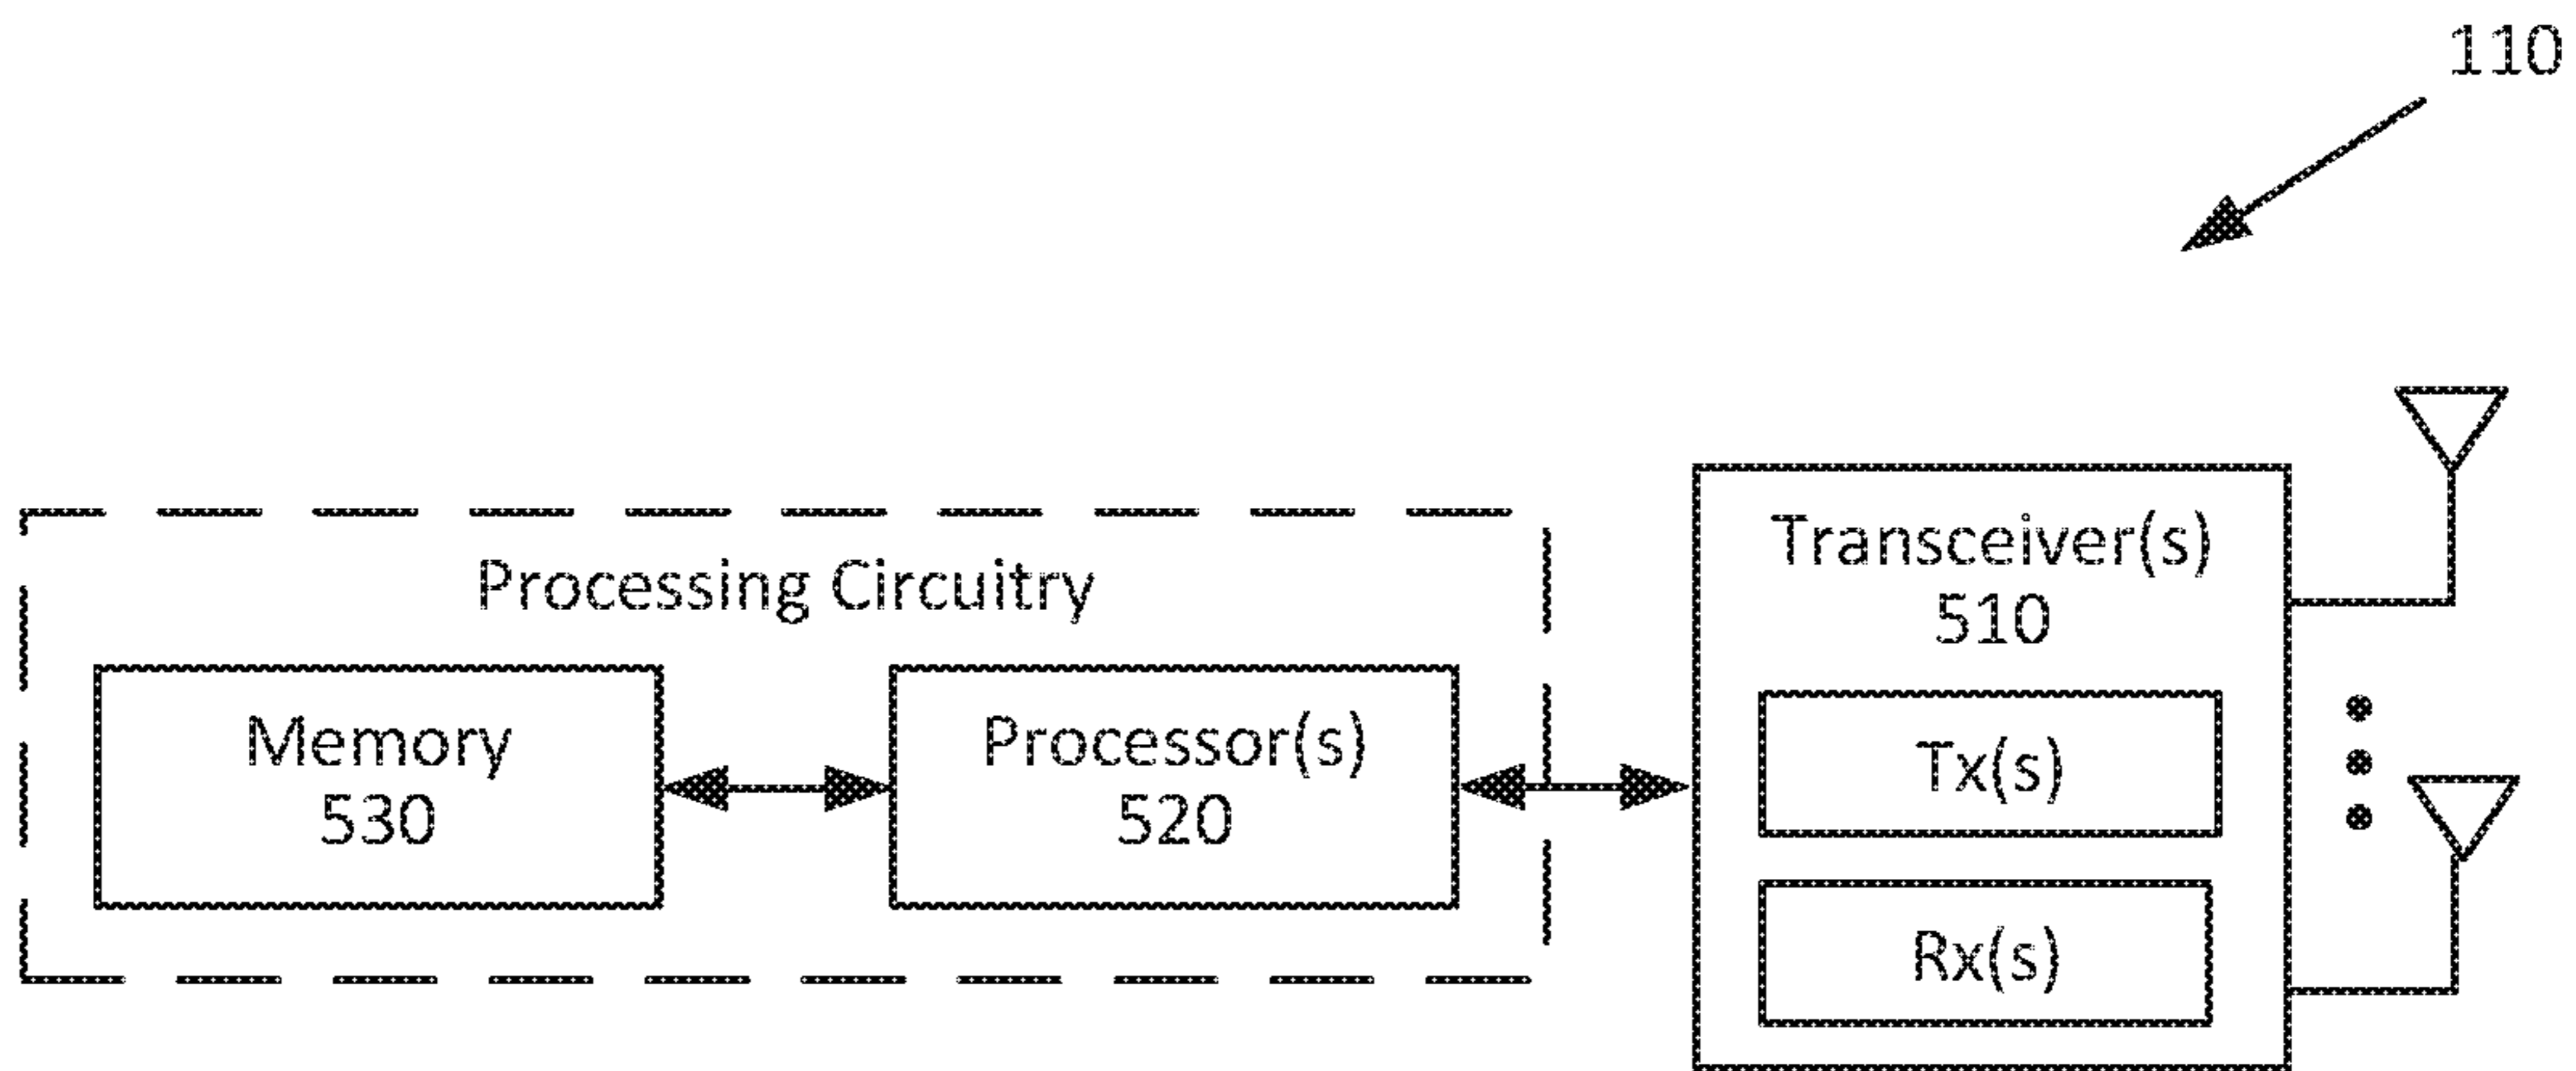 110
Processing Circuitry
Memory
530
Processor(s)
520
Transceiver(s)
510
Tx(s)
Rx(s)